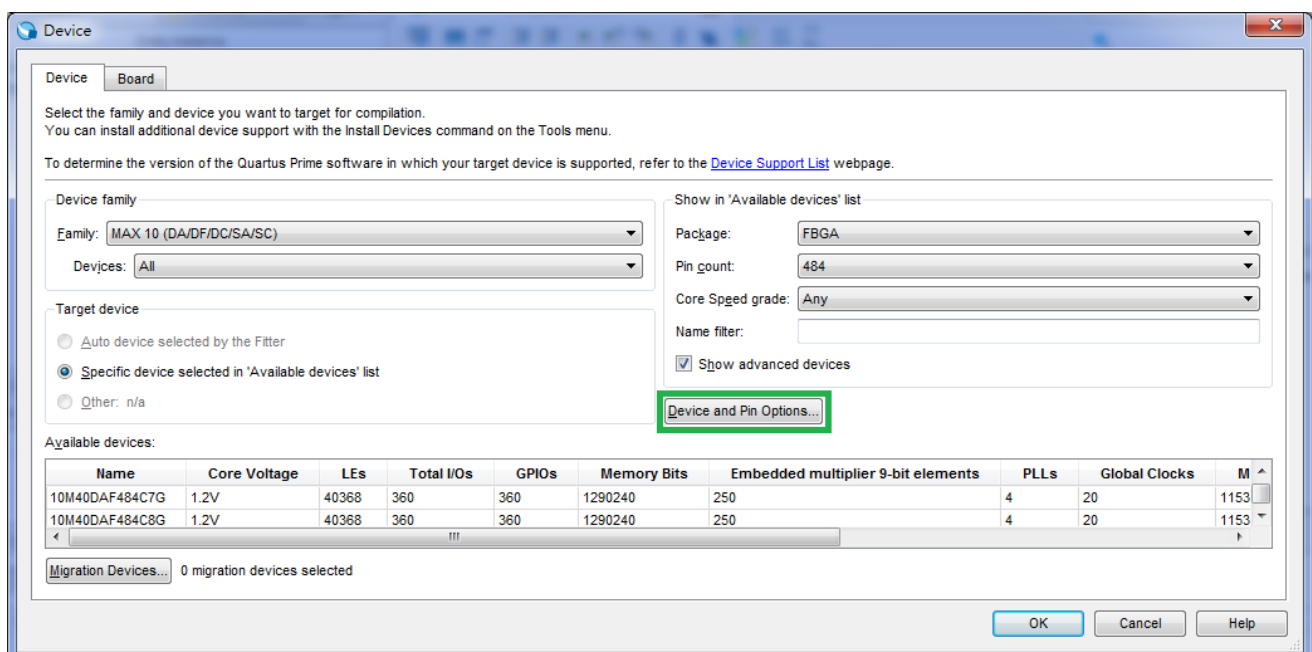 Device
Device Board
Select the family and device you want to target for compilation.
You can install additional device support with the Install Devices command on the Tools menu.
To determine the version of the Quartus Prime software in which your target device is supported, refer to the Device Support List webpage.
Device family
Family: MAX 10 (DA/DF/DC/SA/SC)
Devices: All
Target device
Auto device selected by the Fitter
Specific device selected in 'Available devices' list
Other: n/a
Show in 'Available devices' list
Package: FBGA
Pin count: 484
Core Speed grade: Any
Name filter:
Show advanced devices
Device and Pin Options...
Available devices:
Name Core Voltage LEs Total I/Os GPIOs Memory Bits Embedded multiplier 9-bit elements PLLs Global Clocks M
10M40DAF484C7G 1.2V 40368 360 360 1290240 250 4 20 1153
10M40DAF484C8G 1.2V 40368 360 360 1290240 250 4 20 1153
Migration Devices... 0 migration devices selected
OK Cancel Help